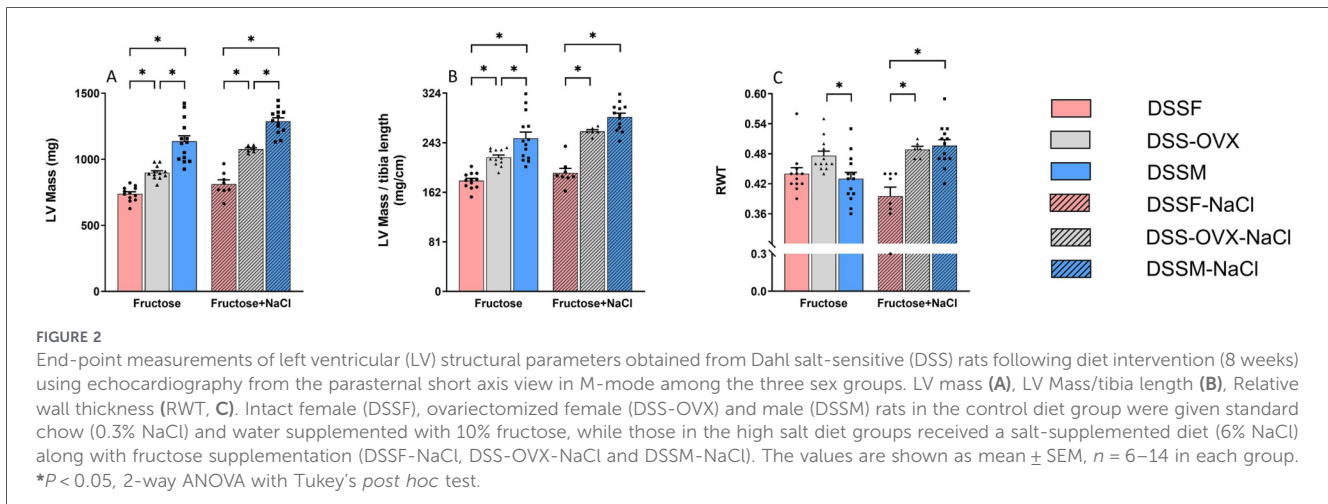 A
LV Mass (mg)
1500
1000
500
0
* * * * * *
Fructose Fructose+NaCl
B
LV Mass / tibia length
(mg/cm)
324
243
162
81
0
* * * * *
Fructose Fructose+NaCl
C
RWT
0.60
0.54
0.48
0.42
0.36
0.3
0.0
* * *
Fructose Fructose+NaCl
DSSF
DSS-OVX
DSSM
DSSF-NaCl
DSS-OVX-NaCl
DSSM-NaCl
FIGURE 2
End-point measurements of left ventricular (LV) structural parameters obtained from Dahl salt-sensitive (DSS) rats following diet intervention (8 weeks)
using echocardiography from the parasternal short axis view in M-mode among the three sex groups. LV mass (A), LV Mass/tibia length (B), Relative
wall thickness (RWT, C). Intact female (DSSF), ovariectomized female (DSS-OVX) and male (DSSM) rats in the control diet group were given standard
chow (0.3% NaCl) and water supplemented with 10% fructose, while those in the high salt diet groups received a salt-supplemented diet (6% NaCl)
along with fructose supplementation (DSSF-NaCl, DSS-OVX-NaCl and DSSM-NaCl). The values are shown as mean ± SEM, n = 6–14 in each group.
*P < 0.05, 2-way ANOVA with Tukey's post hoc test.